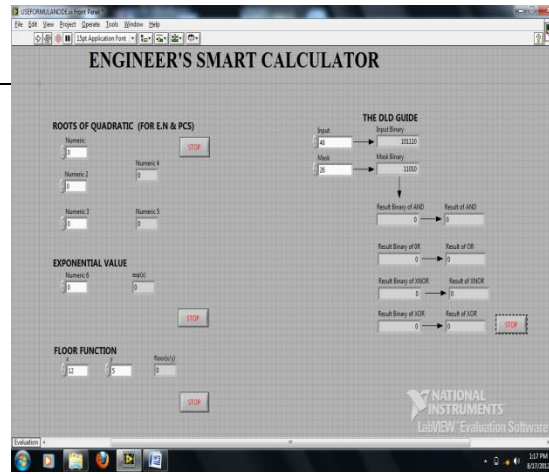 USEFORMULANODE.vi Front Panel *
File Edit View Project Operate Tools Window Help
15pt Application Font
ENGINEER'S SMART CALCULATOR
ROOTS OF QUADRATIC (FOR E.N & PCS)
Numeric
0
STOP
Numeric 4
0
Numeric 2
0
Numeric 3
0
Numeric 5
0
EXPONENTIAL VALUE
Numeric 6
0
exp(x)
0
STOP
FLOOR FUNCTION
x
12
y
5
floor(x/y)
0
STOP
THE DLD GUIDE
Input
46
Input Binary
101110
Mask
26
Mask Binary
11010
Result Binary of AND
0
Result of AND
0
Result Binary of OR
0
Result of OR
0
Result Binary of XNOR
0
Result of XNOR
0
Result Binary of XOR
0
Result of XOR
0
STOP
NATIONAL
INSTRUMENTS
LabVIEW Evaluation Software
Evaluation
1:17 PM